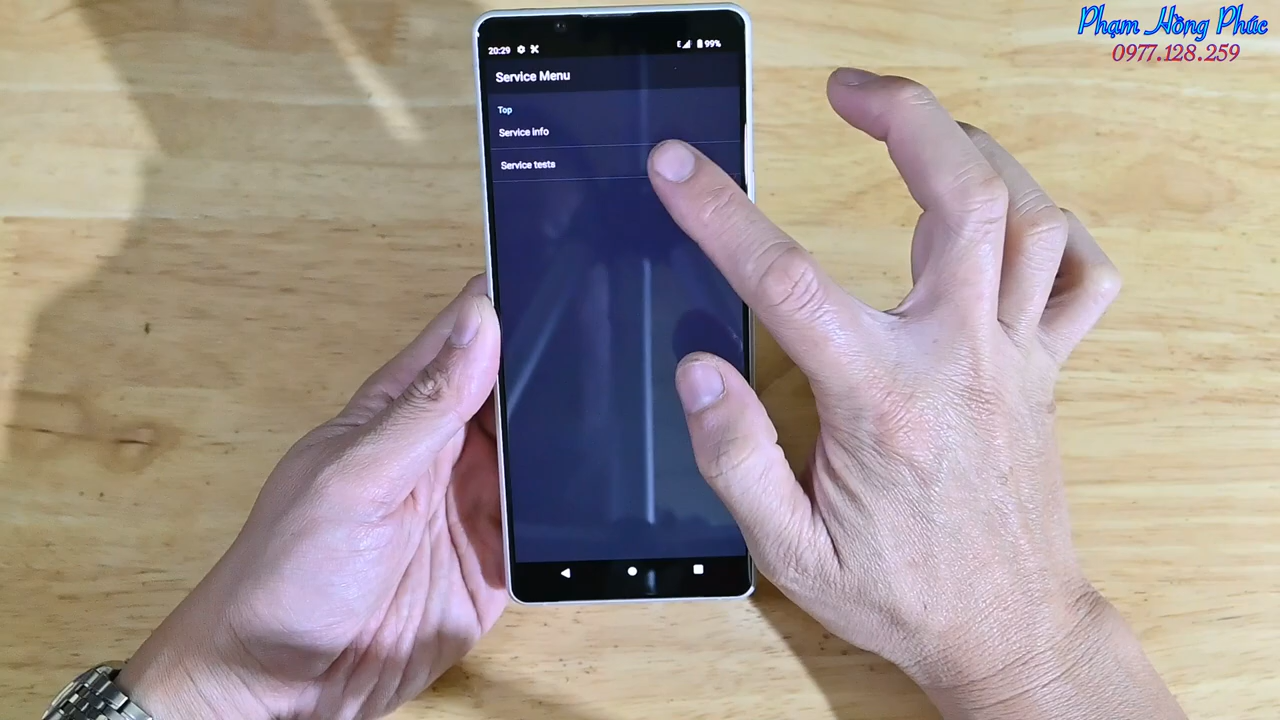 Phạm Hồng Phúc
0977.128.259
20:29
99%
Service Menu
Top
Service info
Service tests